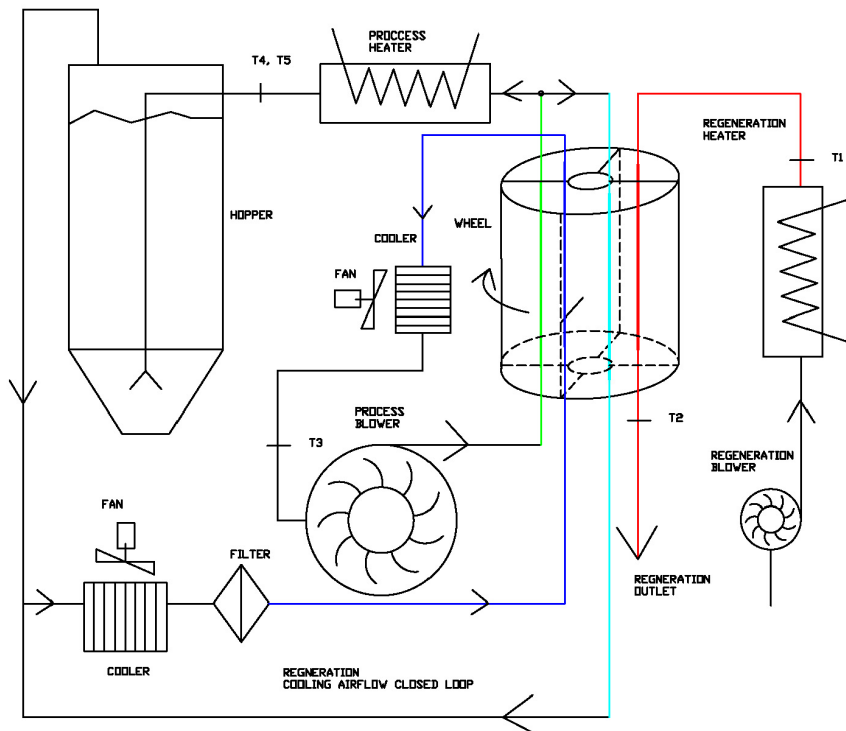 PROCCESS
HEATER
T4, T5
REGENERATION
HEATER
T1
HOPPER
WHEEL
COOLER
FAN
PROCESS
BLOWER
T3
T2
REGENERATION
BLOWER
FAN
FILTER
REGNERATION
OUTLET
COOLER
REGNERATION
COOLING AIRFLOW CLOSED LOOP